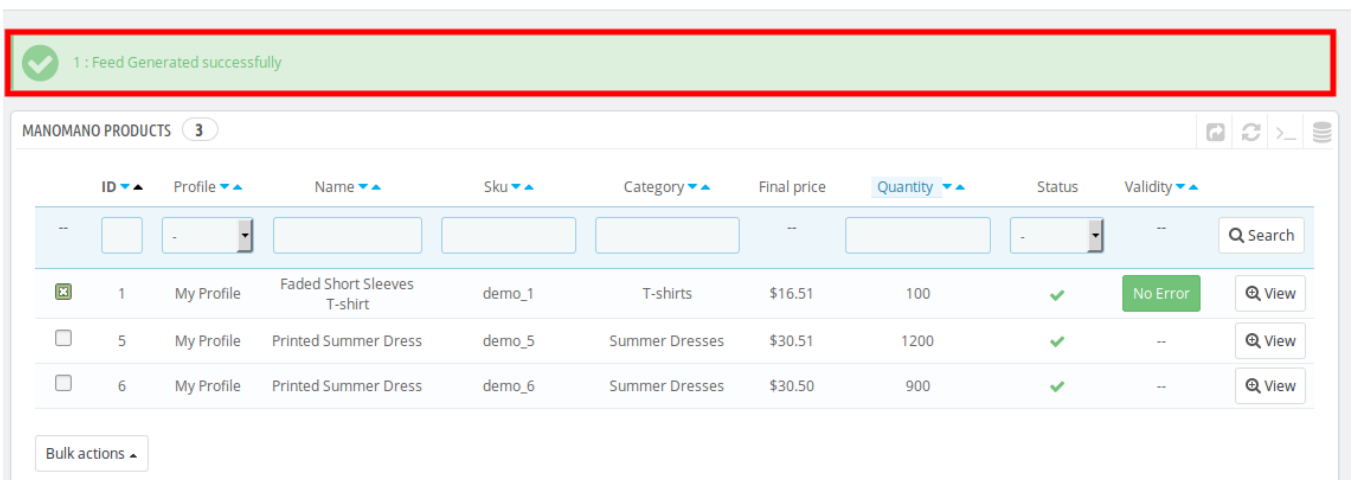 1 : Feed Generated successfully
MANOMANO PRODUCTS 3
ID Profile Name Sku Category Final price Quantity Status Validity
-- - -- - -- Search
1 My Profile Faded Short Sleeves T-shirt demo_1 T-shirts $16.51 100 No Error View
5 My Profile Printed Summer Dress demo_5 Summer Dresses $30.51 1200 -- View
6 My Profile Printed Summer Dress demo_6 Summer Dresses $30.50 900 -- View
Bulk actions